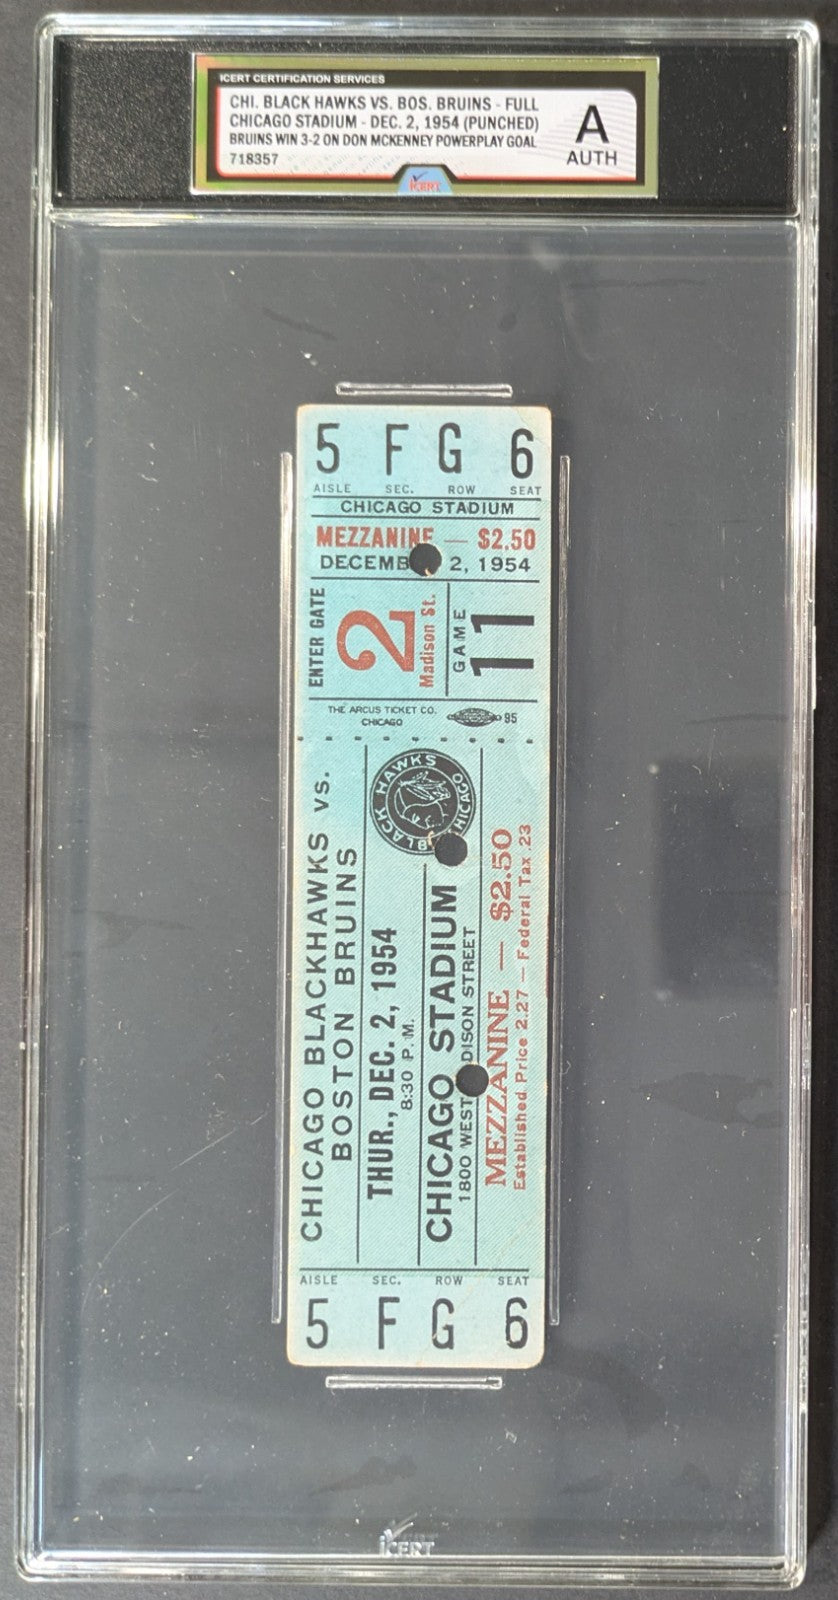 ICERT CERTIFICATION SERVICES
CHI. BLACK HAWKS VS. BOS. BRUINS - FULL
CHICAGO STADIUM - DEC. 2, 1954 (PUNCHED)
BRUINS WIN 3-2 ON DON MCKENNEY POWERPLAY GOAL
718357
A
AUTH
ICERT
5 F G 6
AISLE SEC. ROW SEAT
CHICAGO STADIUM
MEZZANINE — $2.50
DECEMB 2, 1954
ENTER GATE
2
Madison St.
GAME
11
THE ARCUS TICKET CO.
CHICAGO
95
CHICAGO BLACKHAWKS vs.
BOSTON BRUINS
THUR., DEC. 2, 1954
8:30 P. M.
BLACK HAWKS
CHICAGO
CHICAGO STADIUM
1800 WEST DISON STREET
MEZZANINE — $2.50
Established Price 2.27 — Federal Tax .23
AISLE SEC. ROW SEAT
5 F G 6
iCERT